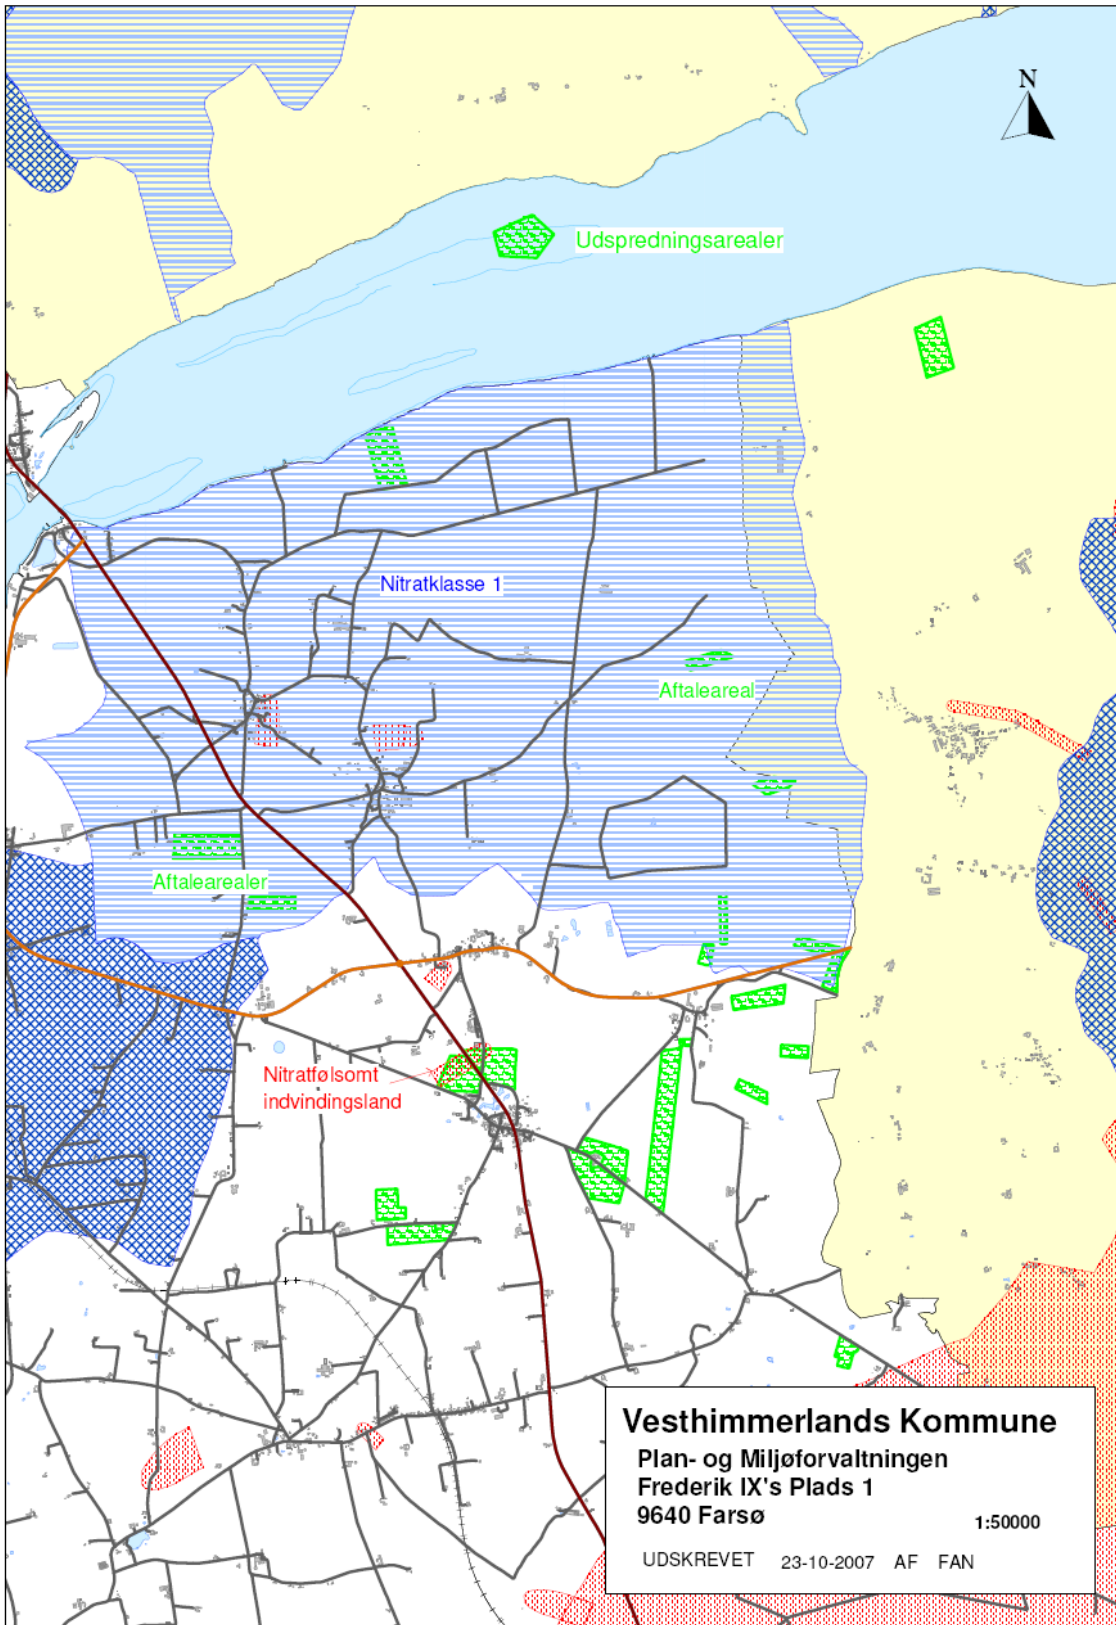 N
Udspredningsarealer
Nitratklasse 1
Aftaleareal
Aftalearealer
Nitratfølsomt
indvindingsland
Vesthimmerlands Kommune
Plan- og Miljøforvaltningen
Frederik IX's Plads 1
9640 Farsø
1:50000
UDSKREVET 23-10-2007 AF FAN